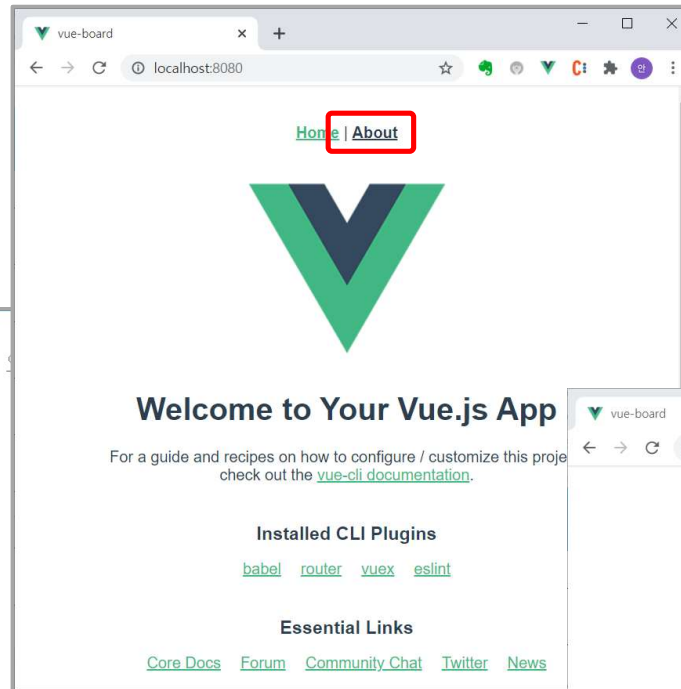 vue-board
localhost:8080
안
Home | About
Welcome to Your Vue.js App
For a guide and recipes on how to configure / customize this proje
check out the vue-cli documentation.
Installed CLI Plugins
babel router vuex eslint
Essential Links
Core Docs Forum Community Chat Twitter News
vue-board